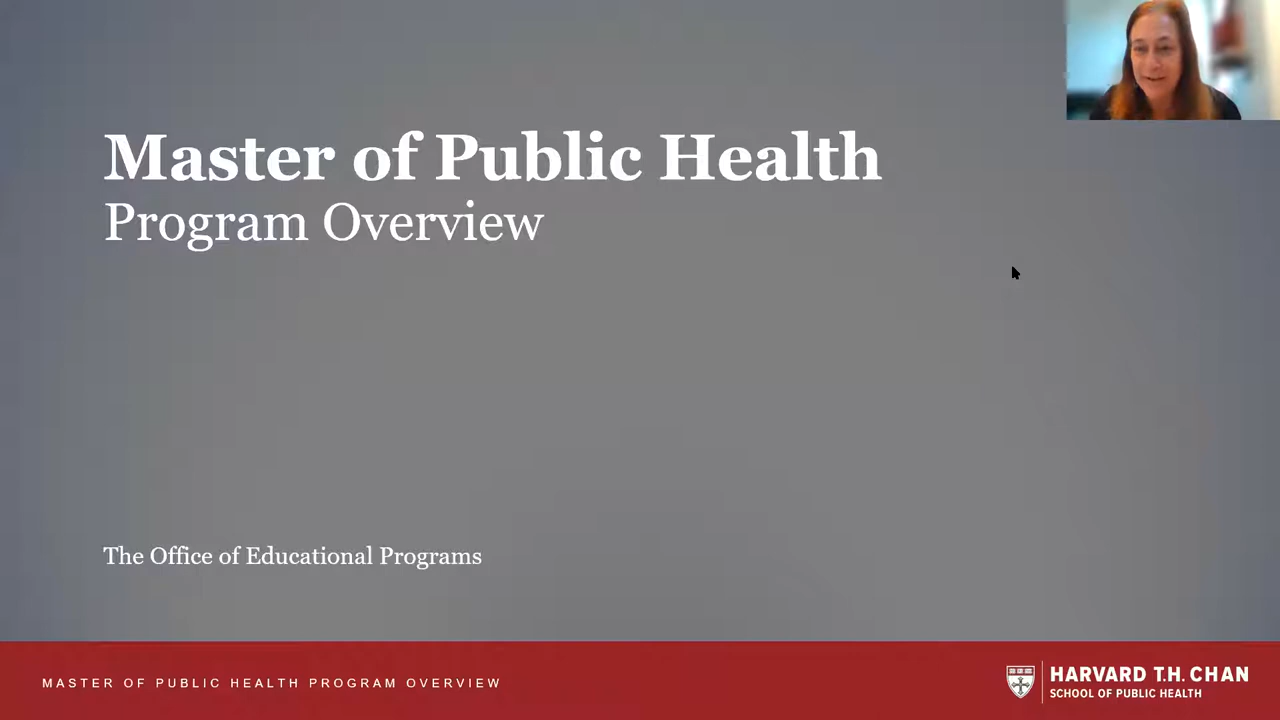 Master of Public Health
Program Overview
The Office of Educational Programs
MASTER OF PUBLIC HEALTH PROGRAM OVERVIEW
HARVARD T.H. CHAN
SCHOOL OF PUBLIC HEALTH